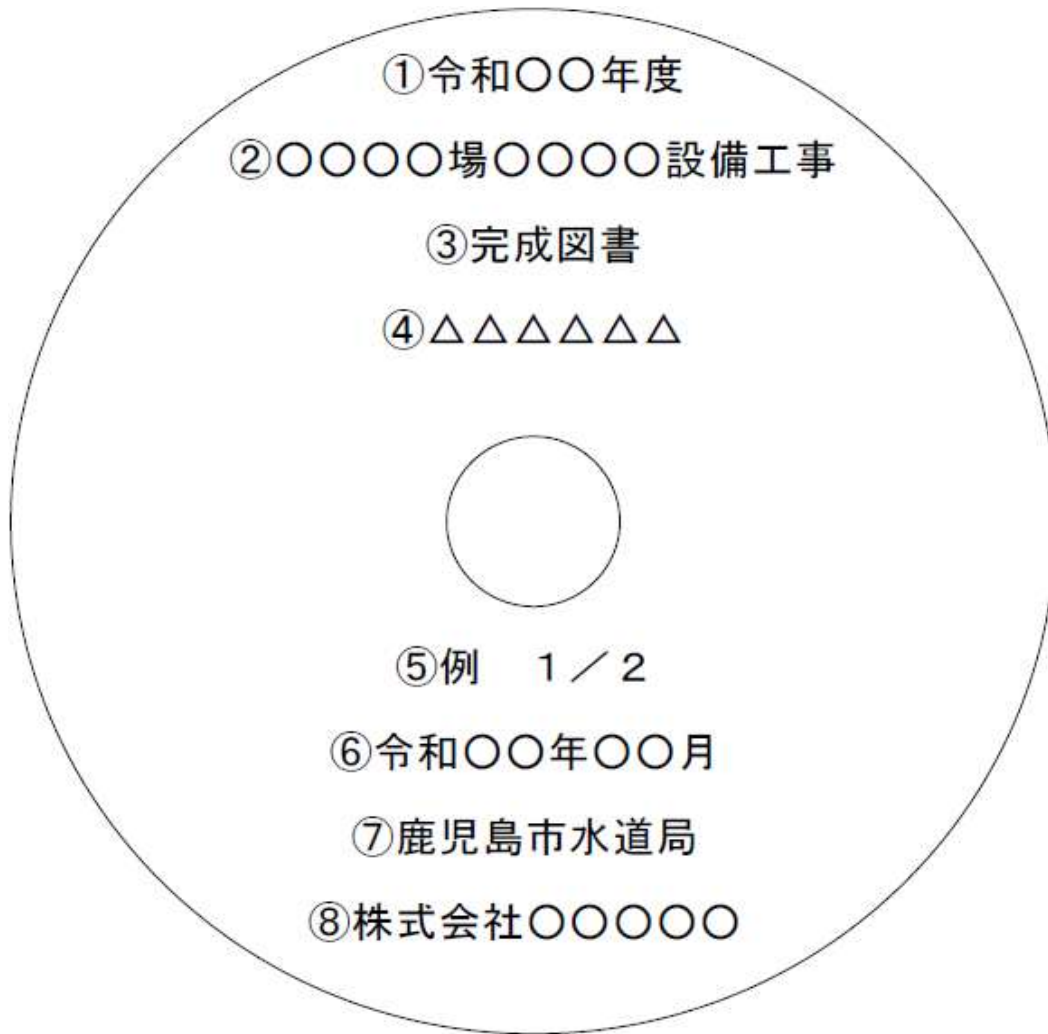 ①令和〇〇年度
②〇〇〇〇場〇〇〇〇設備工事
③完成図書
④△△△△△△
⑤例　１／２
⑥令和〇〇年〇〇月
⑦鹿児島市水道局
⑧株式会社〇〇〇〇〇